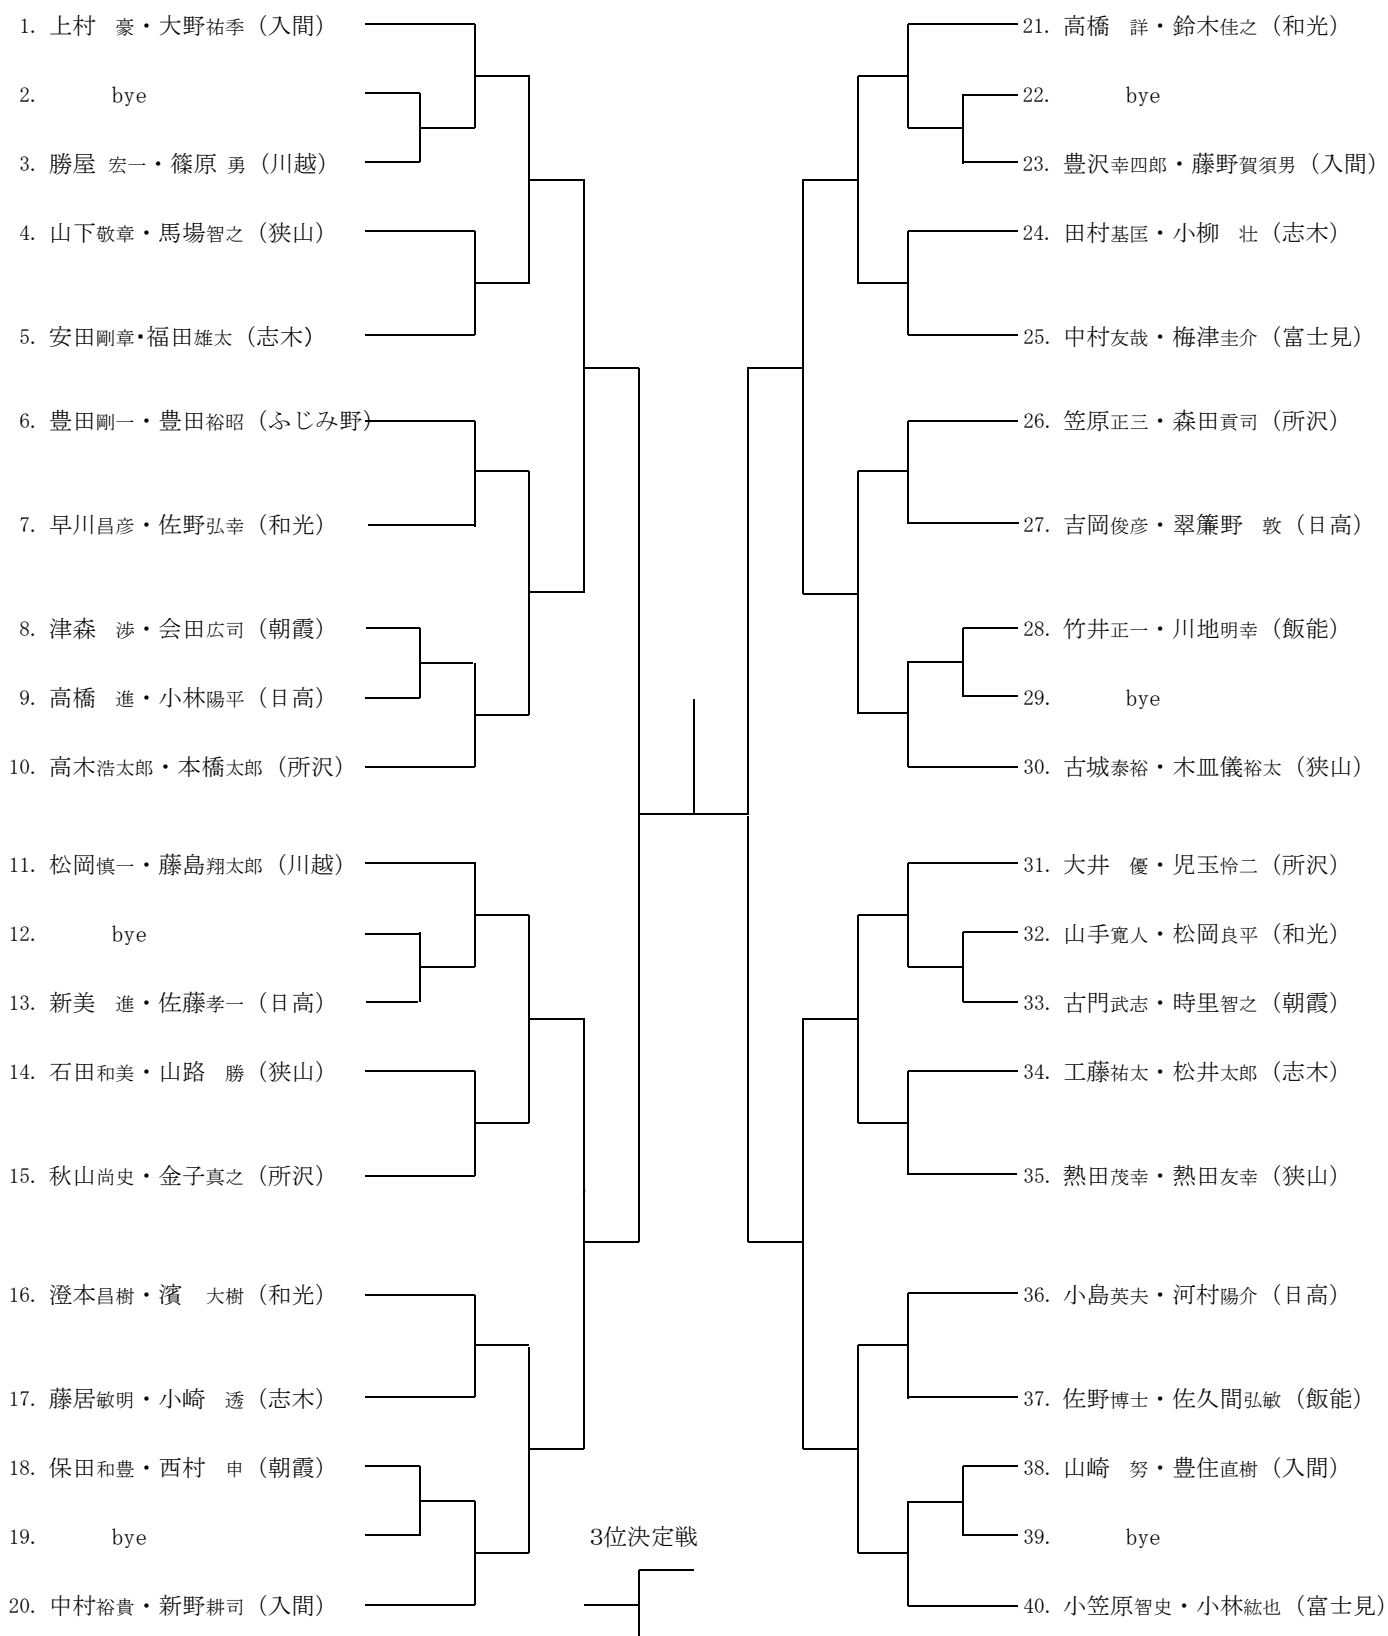 1. 上村 豪・大野祐季（入間）
2. bye
3. 勝屋 宏一・篠原 勇（川越）
4. 山下敬章・馬場智之（狭山）
5. 安田剛章・福田雄太（志木）
6. 豊田剛一・豊田裕昭（ふじみ野）
7. 早川昌彦・佐野弘幸（和光）
8. 津森 渉・会田広司（朝霞）
9. 高橋 進・小林陽平（日高）
10. 高木浩太郎・本橋太郎（所沢）
11. 松岡慎一・藤島翔太郎（川越）
12. bye
13. 新美 進・佐藤孝一（日高）
14. 石田和美・山路 勝（狭山）
15. 秋山尚史・金子真之（所沢）
16. 澄本昌樹・濱 大樹（和光）
17. 藤居敏明・小崎 透（志木）
18. 保田和豊・西村 申（朝霞）
19. bye
20. 中村裕貴・新野耕司（入間）
21. 高橋 詳・鈴木佳之（和光）
22. bye
23. 豊沢幸四郎・藤野賀須男（入間）
24. 田村基匡・小柳 壮（志木）
25. 中村友哉・梅津圭介（富士見）
26. 笠原正三・森田貢司（所沢）
27. 吉岡俊彦・翠簾野 敦（日高）
28. 竹井正一・川地明幸（飯能）
29. bye
30. 古城泰裕・木皿儀裕太（狭山）
31. 大井 優・児玉怜二（所沢）
32. 山手寛人・松岡良平（和光）
33. 古門武志・時里智之（朝霞）
34. 工藤祐太・松井太郎（志木）
35. 熱田茂幸・熱田友幸（狭山）
36. 小島英夫・河村陽介（日高）
37. 佐野博士・佐久間弘敏（飯能）
38. 山崎 努・豊住直樹（入間）
39. bye
40. 小笠原智史・小林紘也（富士見）
3位決定戦